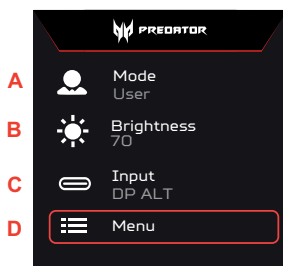 PREDATOR
A
Mode
User
B
Brightness
70
C
Input
DP ALT
D
Menu